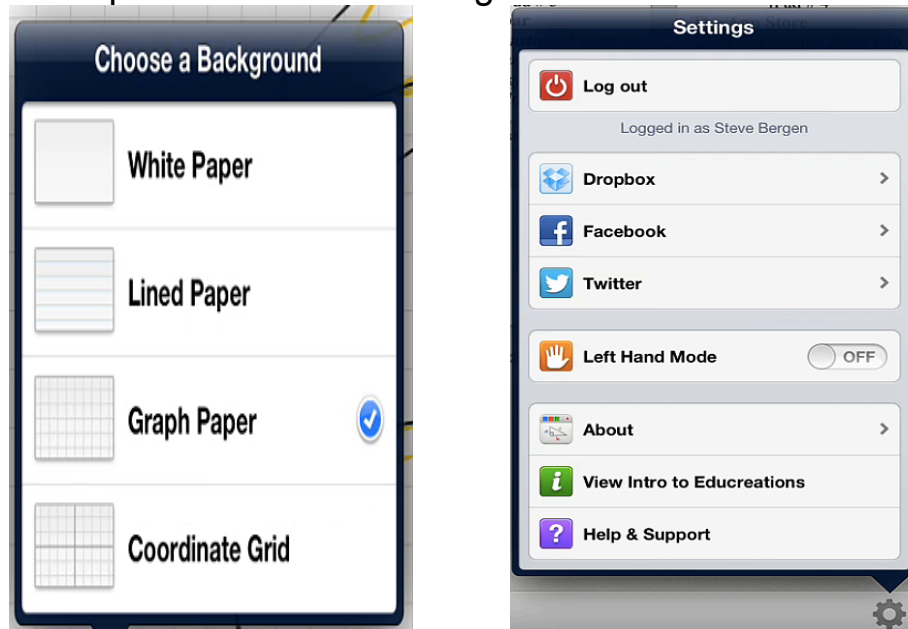 Choose a Background
White Paper
Lined Paper
Graph Paper
Coordinate Grid
Settings
Log out
Logged in as Steve Bergen
Dropbox
Facebook
Twitter
Left Hand Mode OFF
About
View Intro to Educreations
Help & Support